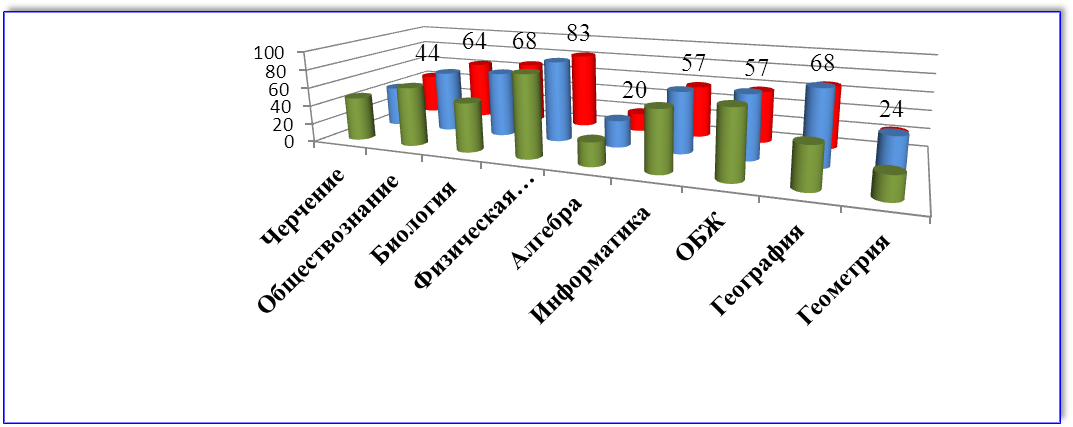 44
64
68
83
20
57
57
68
24
100
80
60
40
20
0
Черчение
Обществознание
Биология
Физическая…
Алгебра
Информатика
ОБЖ
География
Геометрия